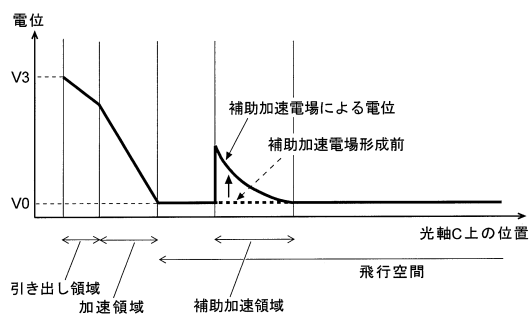 電位
V3
補助加速電場による電位
補助加速電場形成前
V0
光軸C上の位置
引き出し領域
加速領域
補助加速領域
飛行空間